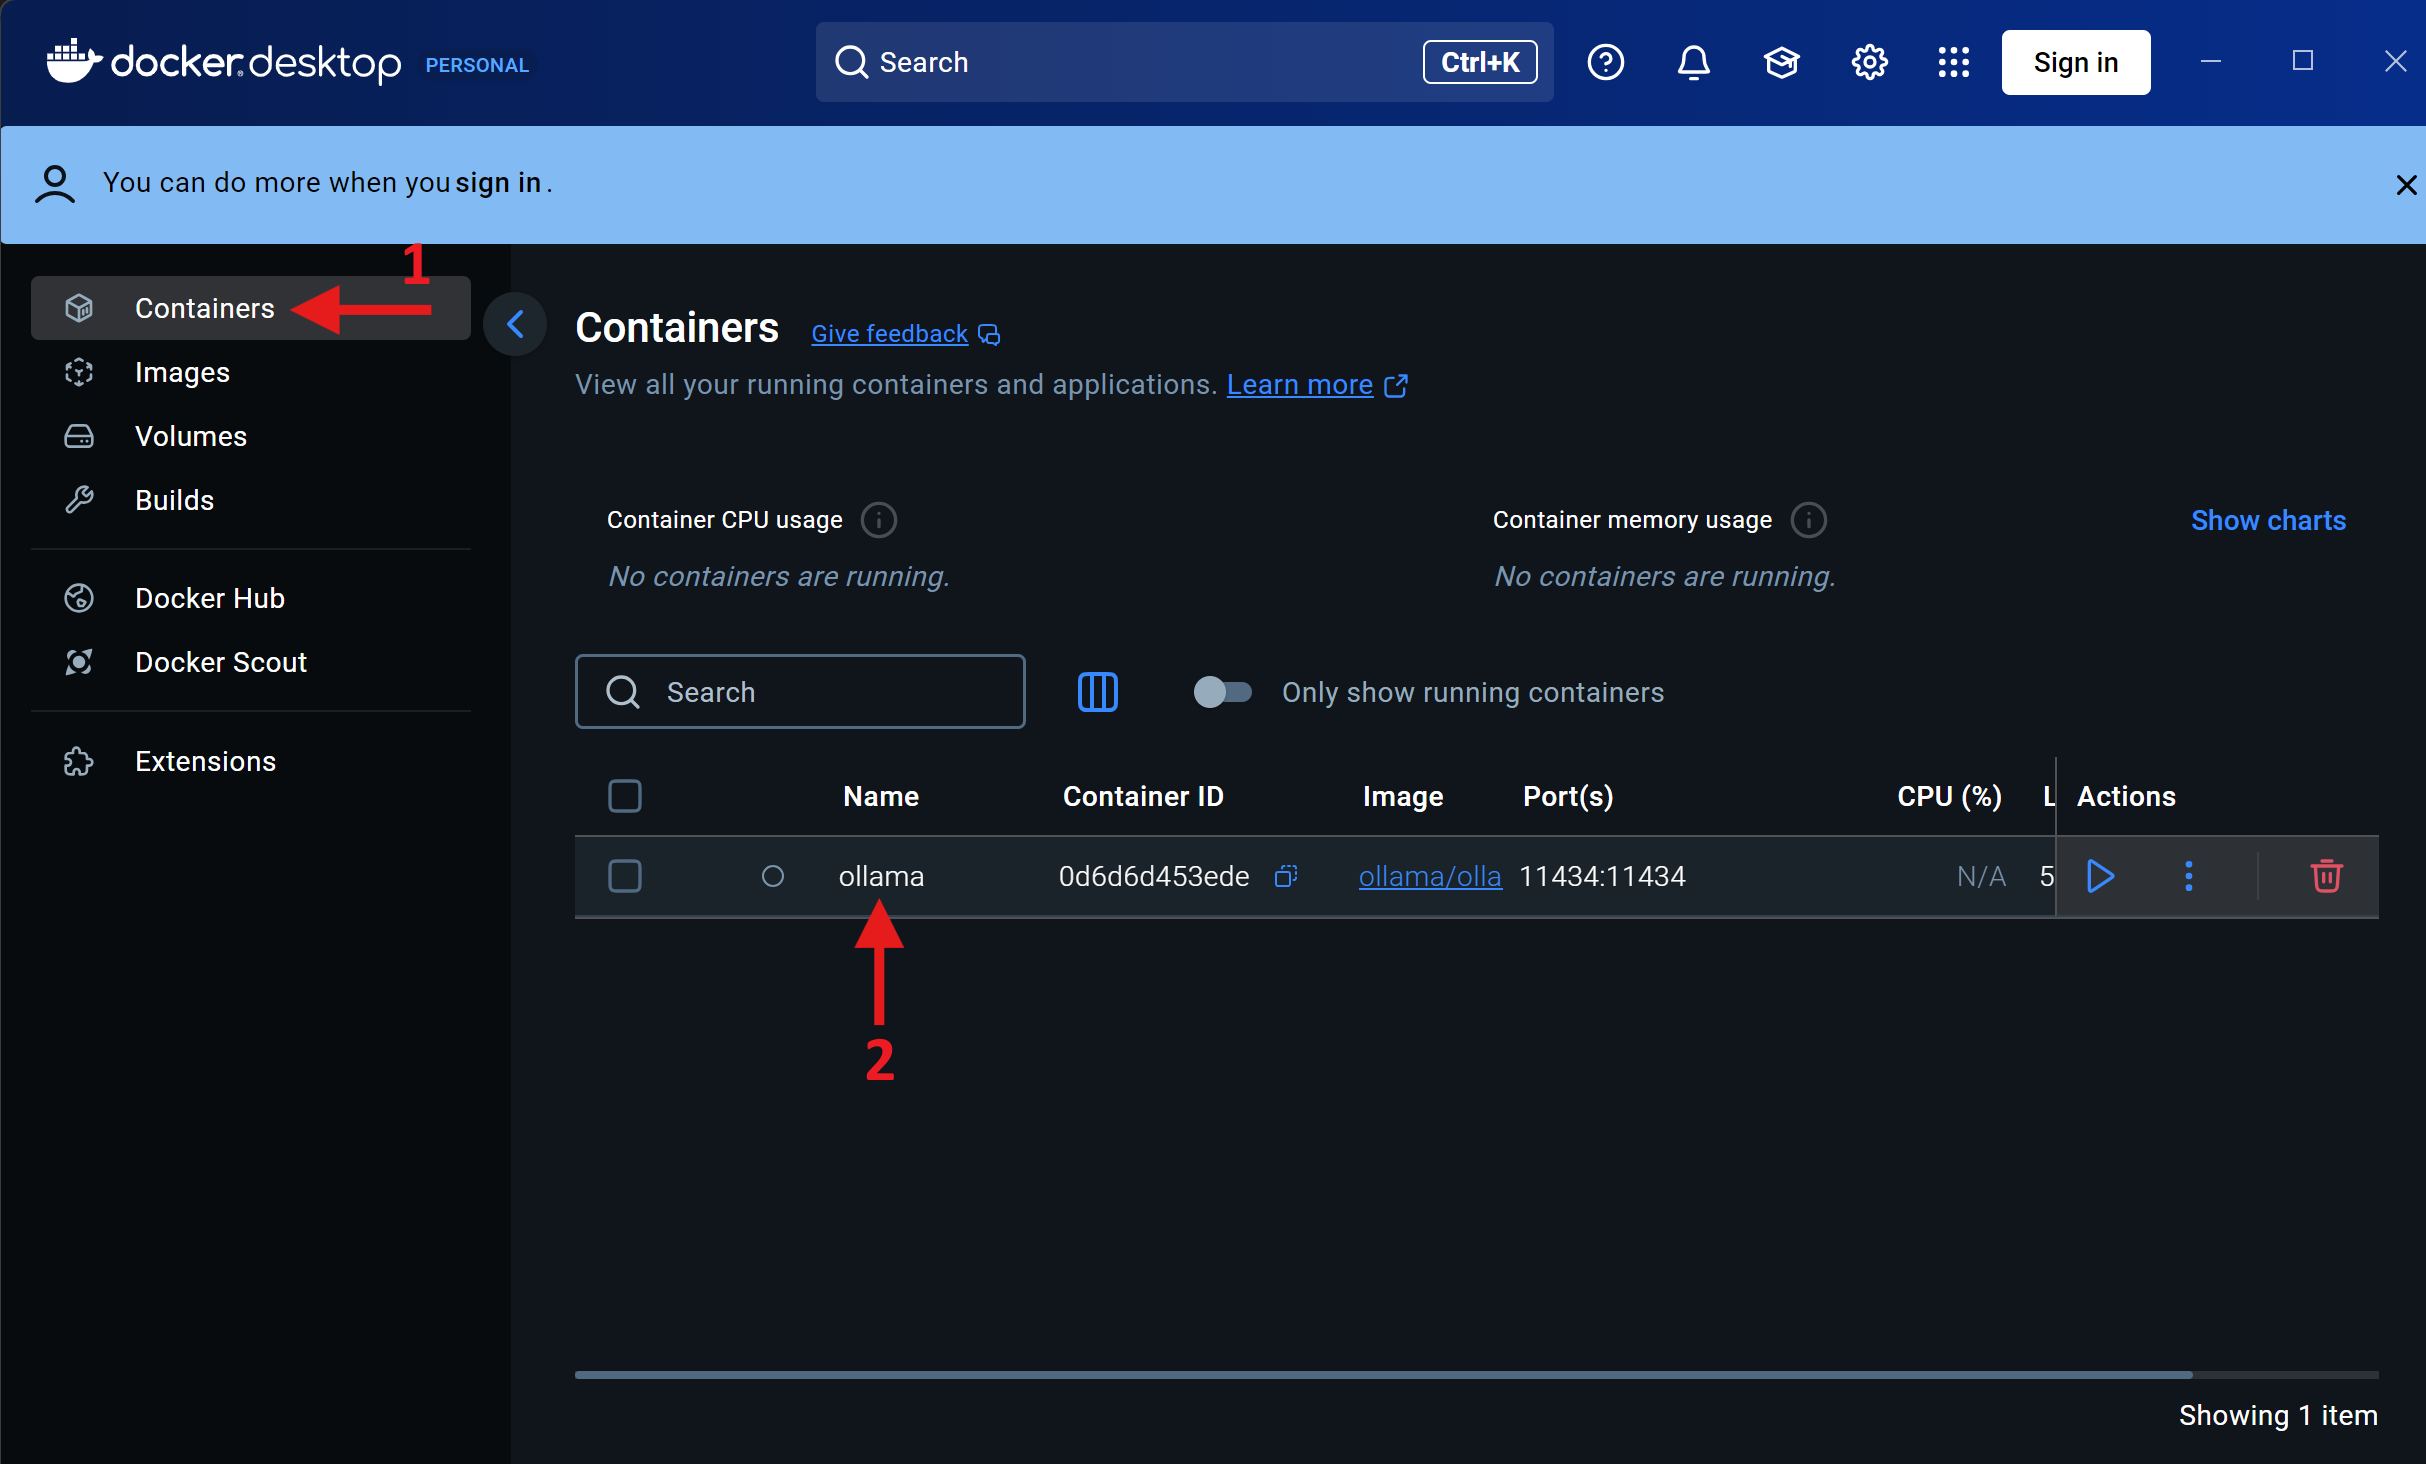 docker desktop PERSONAL
Search Ctrl+K
Sign in
You can do more when you sign in.
1
Containers
Images
Volumes
Builds
Docker Hub
Docker Scout
Extensions
Containers Give feedback
View all your running containers and applications. Learn more
Container CPU usage
No containers are running.
Container memory usage
No containers are running.
Show charts
Search
Only show running containers
Name Container ID Image Port(s) CPU (%) L Actions
ollama 0d6d6d453ede ollama/olla 11434:11434 N/A 5
2
Showing 1 item